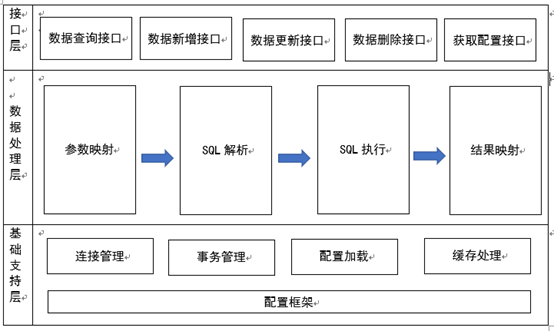 接口层
数据查询接口
数据新增接口
数据更新接口
数据删除接口
获取配置接口
数据处理层
参数映射
SQL 解析
SQL 执行
结果映射
基础支持层
连接管理
事务管理
配置加载
缓存处理
配置框架